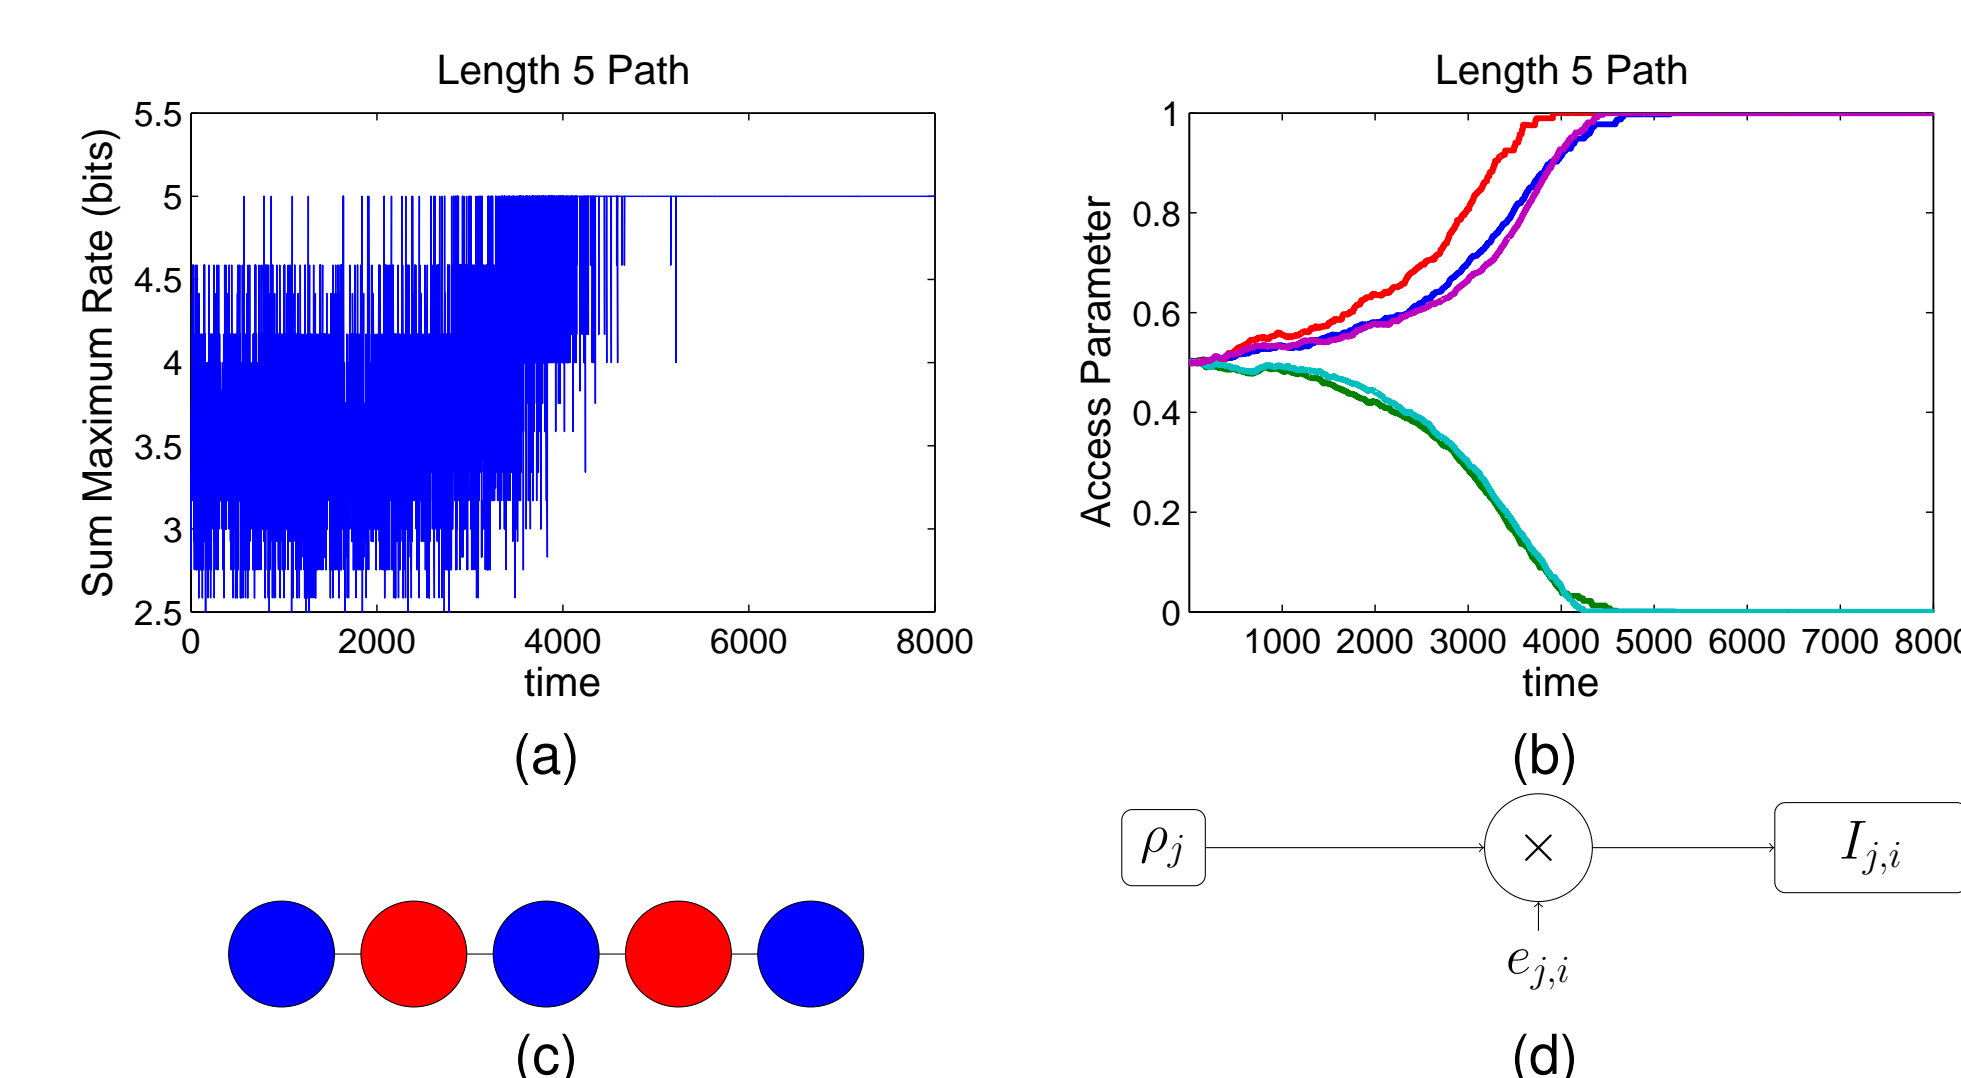 Length 5 Path
Sum Maximum Rate (bits)
5.5
5
4.5
4
3.5
3
2.5
0 2000 4000 6000 8000
time
(a)
Length 5 Path
Access Parameter
1
0.8
0.6
0.4
0.2
0
1000 2000 3000 4000 5000 6000 7000 8000
time
(b)
(c)
ρj × Ij,i
ej,i
(d)